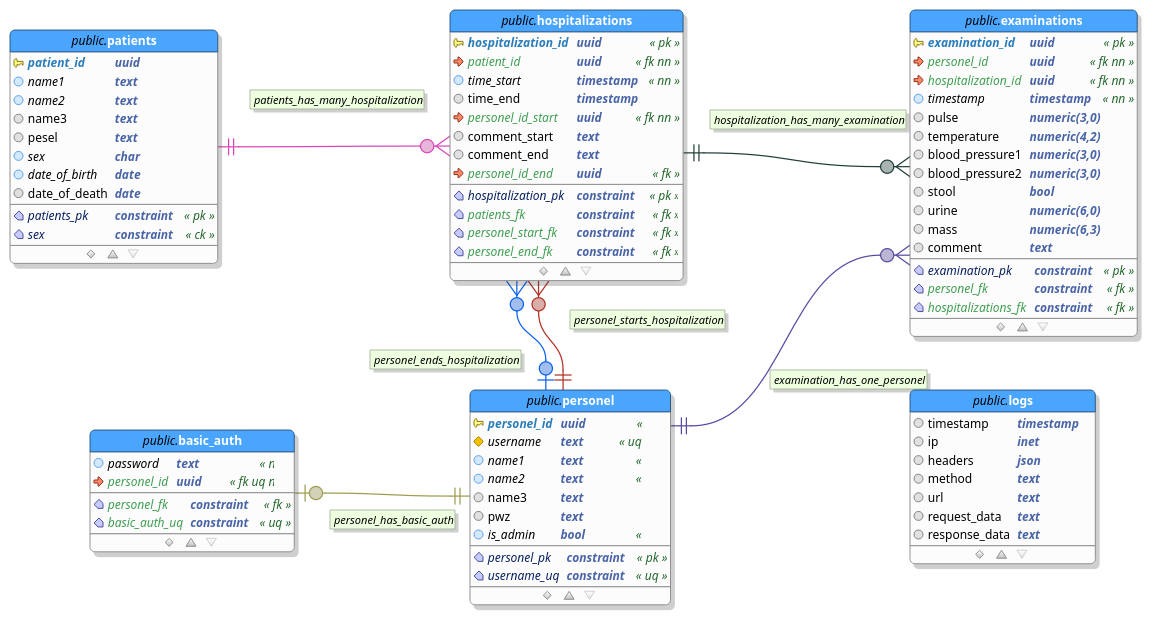 public.patients
patient_id uuid
name1 text
name2 text
name3 text
pesel text
sex char
date_of_birth date
date_of_death date
patients_pk constraint « pk »
sex constraint « ck »
patients_has_many_hospitalization
public.hospitalizations
hospitalization_id uuid « pk »
patient_id uuid « fk nn »
time_start timestamp « nn »
time_end timestamp
personel_id_start uuid « fk nn »
comment_start text
comment_end text
personel_id_end uuid « fk »
hospitalization_pk constraint « pk »
patients_fk constraint « fk »
personel_start_fk constraint « fk »
personel_end_fk constraint « fk »
hospitalization_has_many_examination
public.examinations
examination_id uuid « pk »
personel_id uuid « fk nn »
hospitalization_id uuid « fk nn »
timestamp timestamp « nn »
pulse numeric(3,0)
temperature numeric(4,2)
blood_pressure1 numeric(3,0)
blood_pressure2 numeric(3,0)
stool bool
urine numeric(6,0)
mass numeric(6,3)
comment text
examination_pk constraint « pk »
personel_fk constraint « fk »
hospitalizations_fk constraint « fk »
personel_starts_hospitalization
personel_ends_hospitalization
examination_has_one_personel
public.basic_auth
password text « n
personel_id uuid « fk uq n
personel_fk constraint « fk »
basic_auth_uq constraint « uq »
personel_has_basic_auth
public.personel
personel_id uuid «
username text « uq
name1 text «
name2 text «
name3 text
pwz text
is_admin bool «
personel_pk constraint « pk »
username_uq constraint « uq »
public.logs
timestamp timestamp
ip inet
headers json
method text
url text
request_data text
response_data text